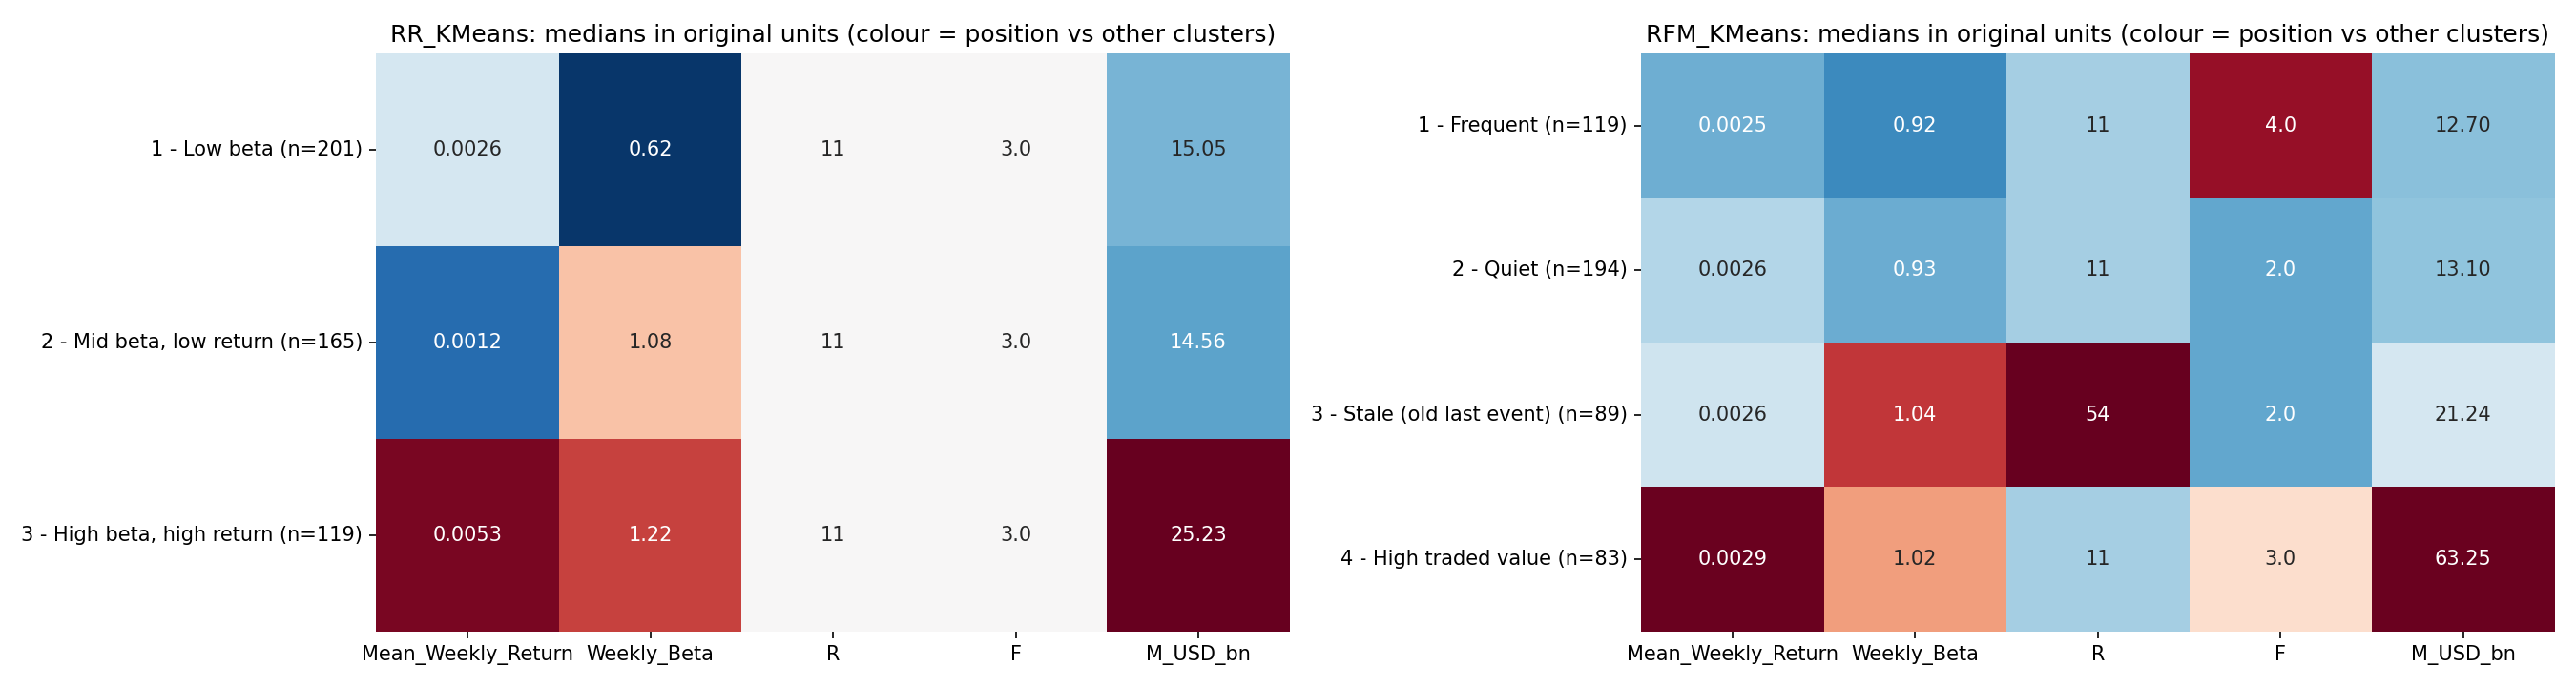 RR_KMeans: medians in original units (colour = position vs other clusters)
1 - Low beta (n=201)
0.0026 0.62 11 3.0 15.05
2 - Mid beta, low return (n=165)
0.0012 1.08 11 3.0 14.56
3 - High beta, high return (n=119)
0.0053 1.22 11 3.0 25.23
Mean_Weekly_Return Weekly_Beta R F M_USD_bn
RFM_KMeans: medians in original units (colour = position vs other clusters)
1 - Frequent (n=119)
0.0025 0.92 11 4.0 12.70
2 - Quiet (n=194)
0.0026 0.93 11 2.0 13.10
3 - Stale (old last event) (n=89)
0.0026 1.04 54 2.0 21.24
4 - High traded value (n=83)
0.0029 1.02 11 3.0 63.25
Mean_Weekly_Return Weekly_Beta R F M_USD_bn